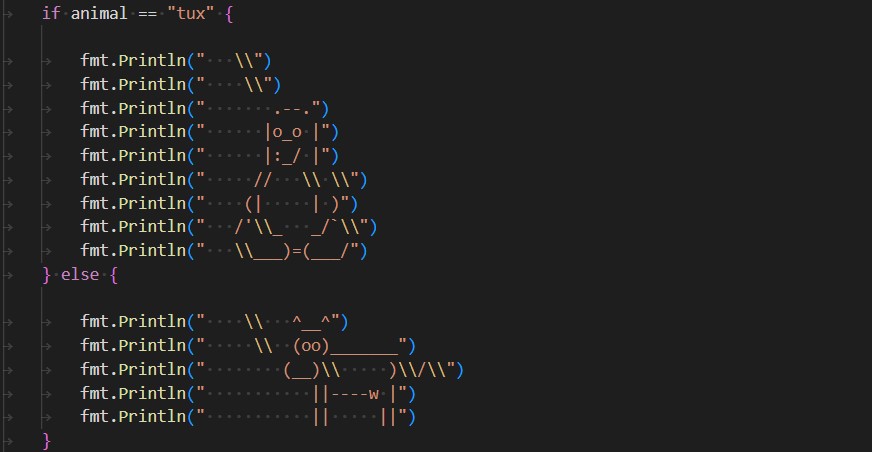 if animal == "tux" {
fmt.Println("   \\")
fmt.Println("    \\")
fmt.Println("       .--.")
fmt.Println("      |o_o |")
fmt.Println("      |:_/ |")
fmt.Println("     //   \\ \\")
fmt.Println("    (|     | )")
fmt.Println("   /'\\_   _/`\\")
fmt.Println("   \\___)=(___/")
} else {
fmt.Println("    \\   ^__^")
fmt.Println("     \\  (oo)_______")
fmt.Println("        (__)\\     )\\/\\")
fmt.Println("           ||----w |")
fmt.Println("           ||     ||")
}